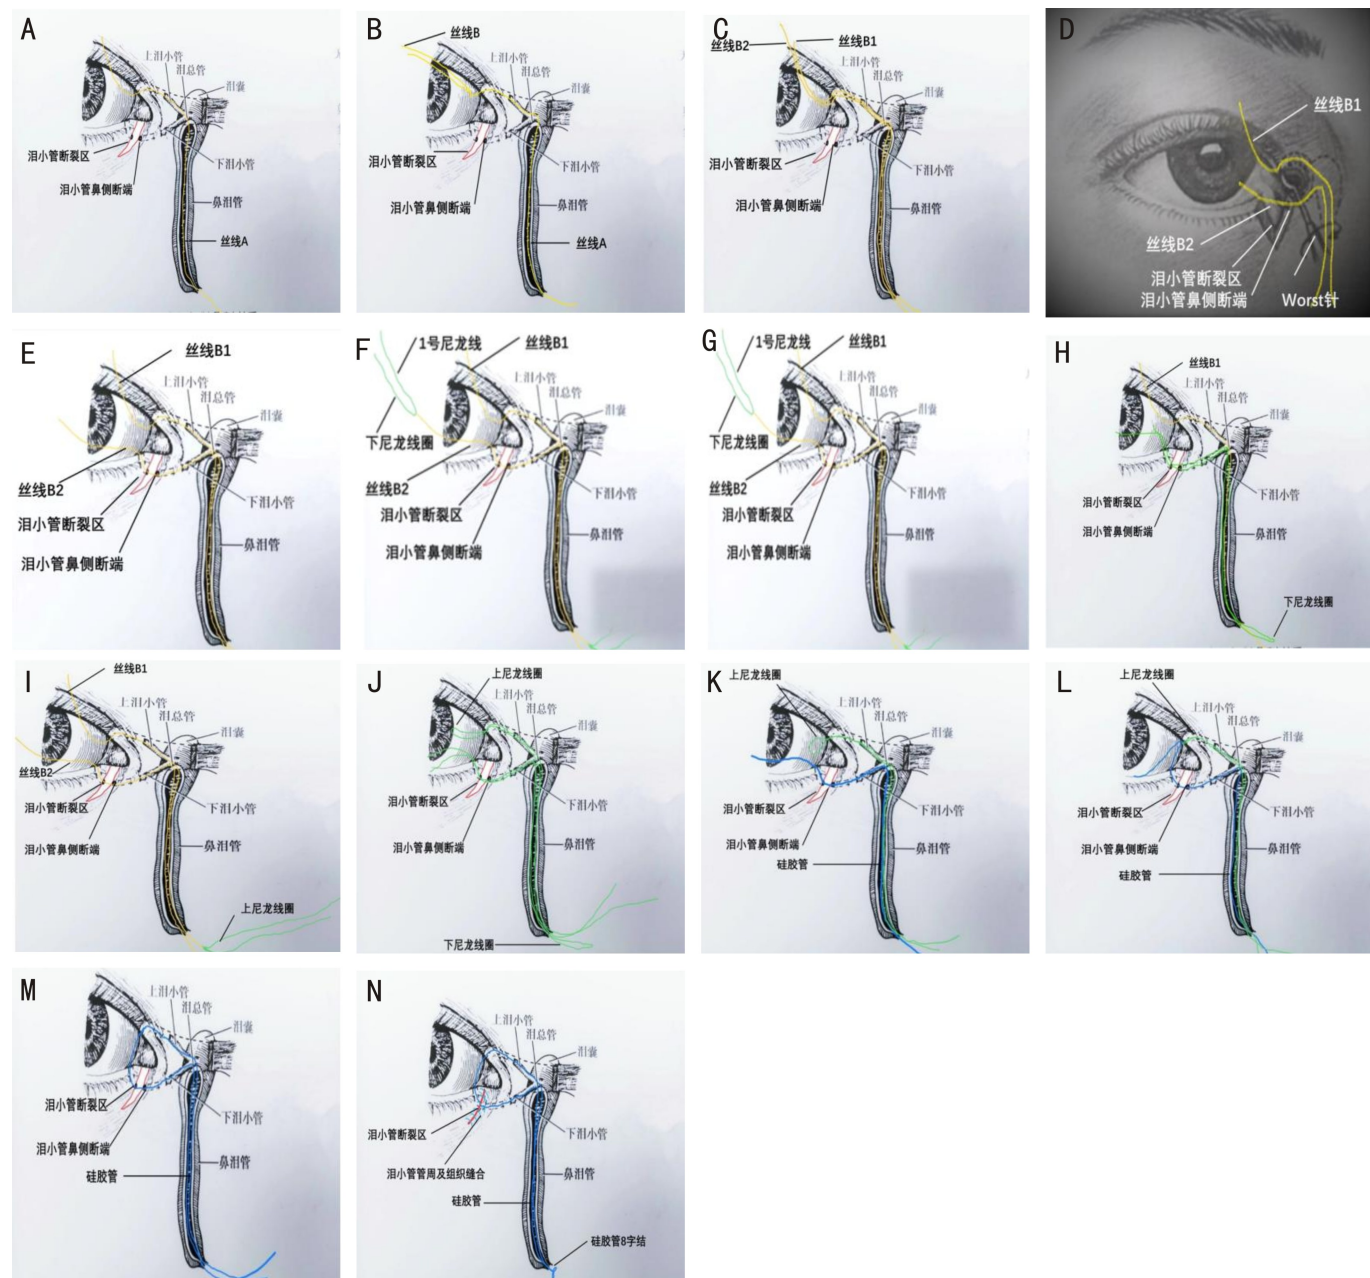 A
上泪小管
泪总管
泪囊
泪小管断裂区
下泪小管
泪小管鼻侧断端
鼻泪管
丝线A
B
丝线B
上泪小管
泪总管
泪囊
泪小管断裂区
下泪小管
泪小管鼻侧断端
鼻泪管
丝线A
C
丝线B2
丝线B1
上泪小管
泪总管
泪囊
泪小管断裂区
下泪小管
泪小管鼻侧断端
鼻泪管
D
丝线B1
丝线B2
泪小管断裂区
泪小管鼻侧断端
Worst针
E
丝线B1
上泪小管
泪总管
泪囊
丝线B2
下泪小管
泪小管断裂区
鼻泪管
泪小管鼻侧断端
F
1号尼龙线
丝线B1
上泪小管
泪总管
泪囊
下尼龙线圈
丝线B2
下泪小管
泪小管断裂区
鼻泪管
泪小管鼻侧断端
G
1号尼龙线
丝线B1
上泪小管
泪总管
泪囊
下尼龙线圈
丝线B2
下泪小管
泪小管断裂区
鼻泪管
泪小管鼻侧断端
H
丝线B1
上泪小管
泪总管
泪囊
泪小管断裂区
下泪小管
泪小管鼻侧断端
鼻泪管
下尼龙线圈
I
丝线B1
上泪小管
泪总管
泪囊
丝线B2
泪小管断裂区
下泪小管
泪小管鼻侧断端
鼻泪管
上尼龙线圈
J
上尼龙线圈
上泪小管
泪总管
泪囊
泪小管断裂区
下泪小管
泪小管鼻侧断端
鼻泪管
下尼龙线圈
K
上尼龙线圈
上泪小管
泪总管
泪囊
泪小管断裂区
下泪小管
泪小管鼻侧断端
鼻泪管
硅胶管
L
上尼龙线圈
上泪小管
泪总管
泪囊
泪小管断裂区
下泪小管
泪小管鼻侧断端
鼻泪管
硅胶管
M
上泪小管
泪总管
泪囊
泪小管断裂区
下泪小管
泪小管鼻侧断端
鼻泪管
硅胶管
N
上泪小管
泪总管
泪囊
泪小管断裂区
下泪小管
泪小管管周及组织缝合
鼻泪管
硅胶管
硅胶管8字结